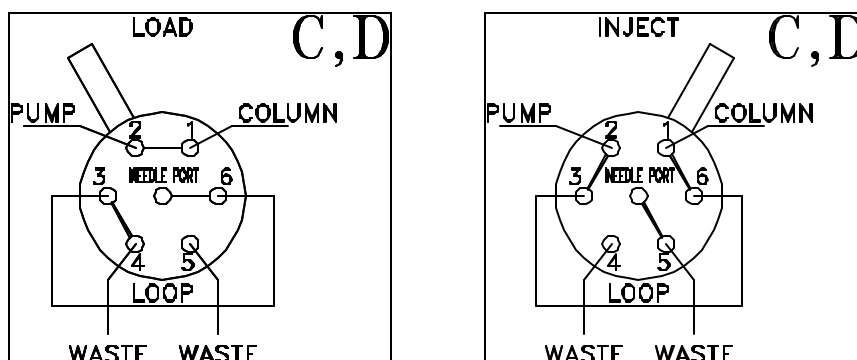 LOAD
C,D
PUMP
COLUMN
2 1
NEEDLE PORT
3 6
4 5
LOOP
WASTE WASTE
INJECT
C,D
PUMP
COLUMN
2 1
NEEDLE PORT
3 6
4 5
LOOP
WASTE WASTE